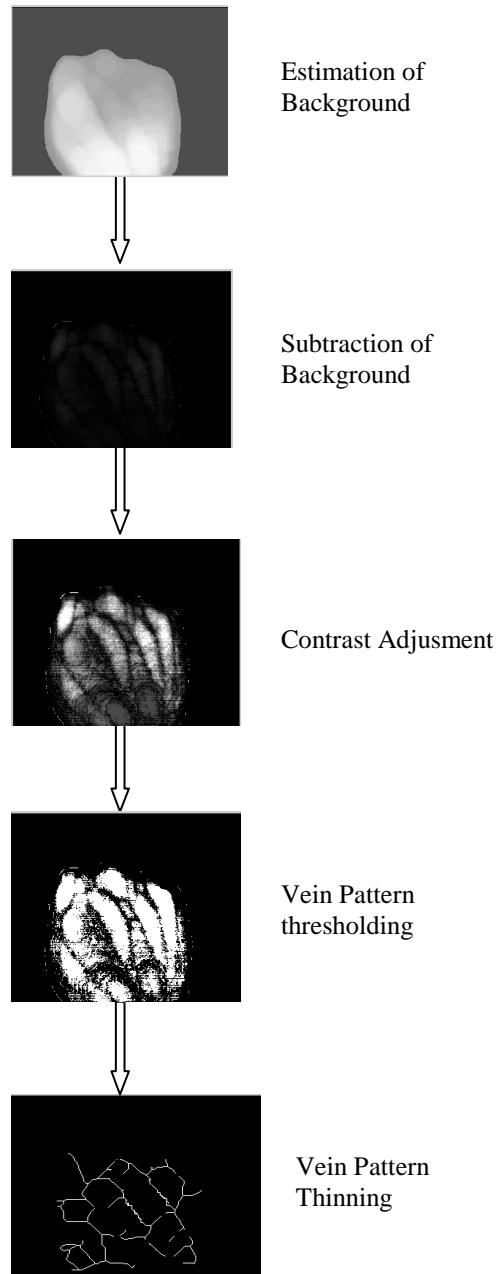 Estimation of
Background
Subtraction of
Background
Contrast Adjusment
Vein Pattern
thresholding
Vein Pattern
Thinning